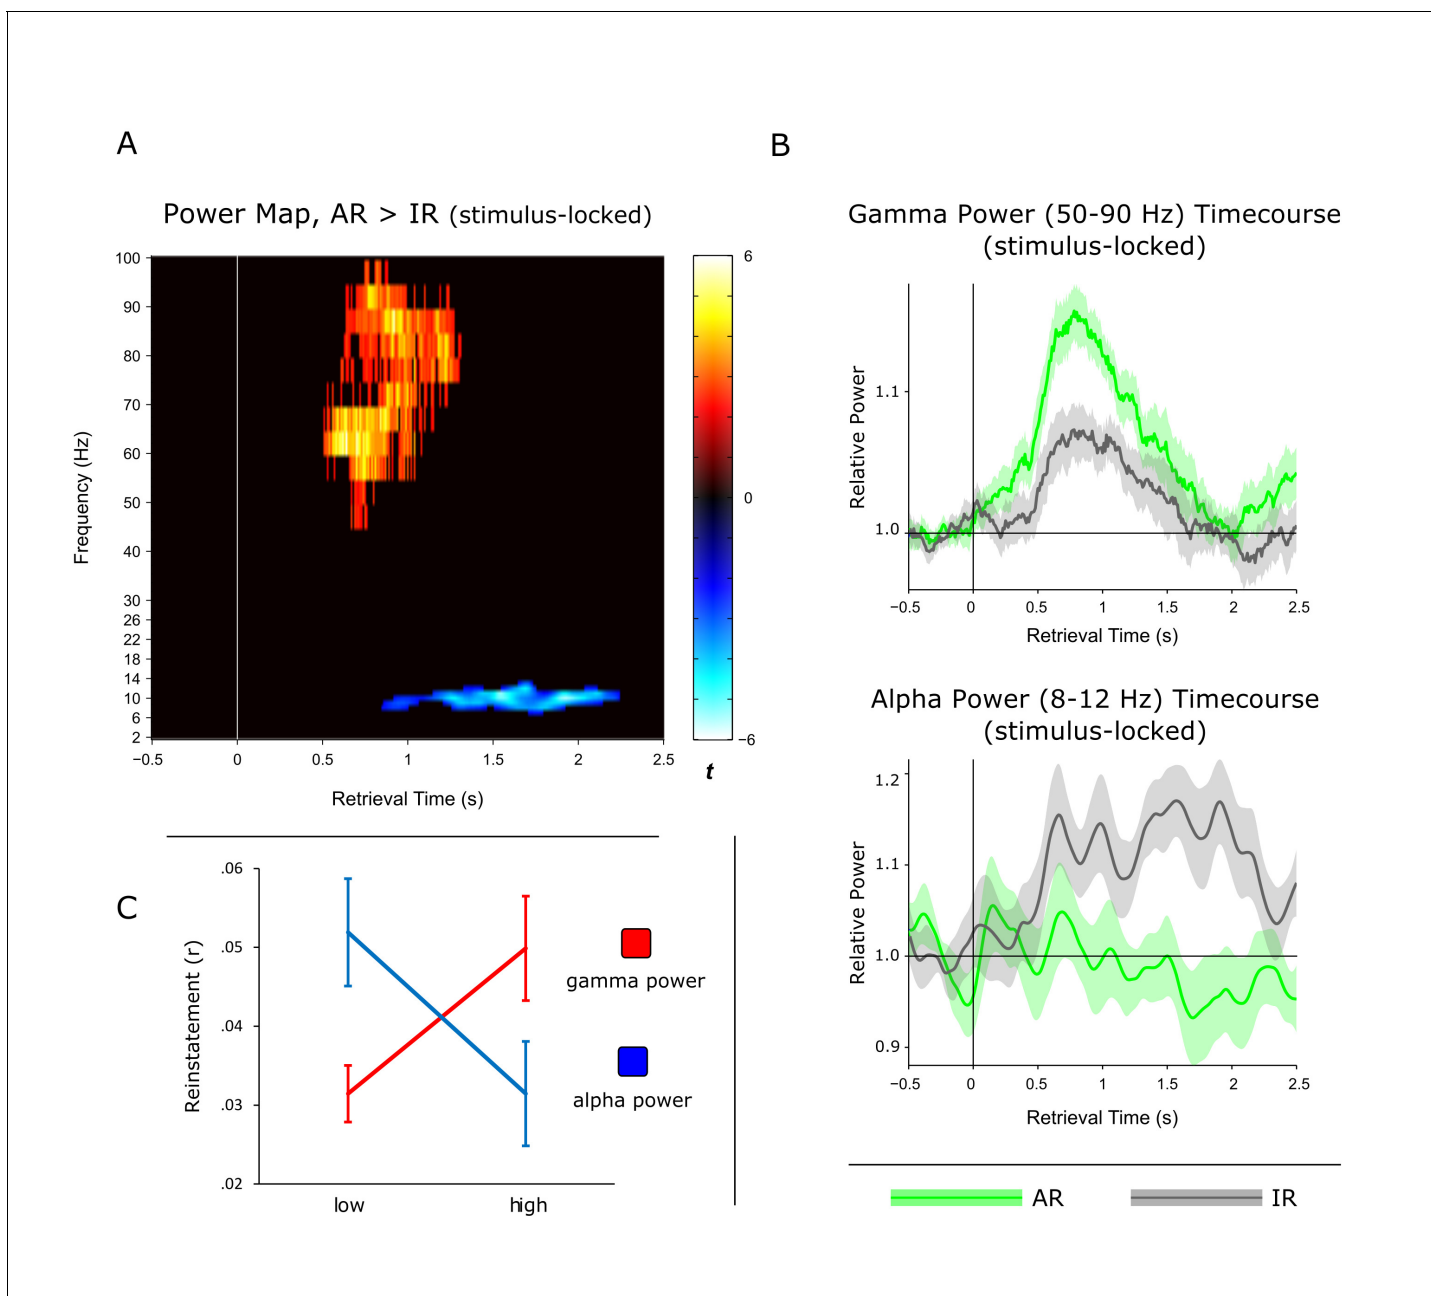 A
Power Map, AR > IR (stimulus-locked)
100
90
80
70
60
50
40
30
26
22
18
14
10
6
2
Frequency (Hz)
−0.5 0 0.5 1 1.5 2 2.5
Retrieval Time (s)
6
0
−6
t
B
Gamma Power (50-90 Hz) Timecourse
(stimulus-locked)
1.1
1.0
Relative Power
−0.5 0 0.5 1 1.5 2 2.5
Retrieval Time (s)
Alpha Power (8-12 Hz) Timecourse
(stimulus-locked)
1.2
1.1
1.0
0.9
Relative Power
−0.5 0 0.5 1 1.5 2 2.5
Retrieval Time (s)
AR IR
C
.06
.05
.04
.03
.02
Reinstatement (r)
low high
gamma power
alpha power